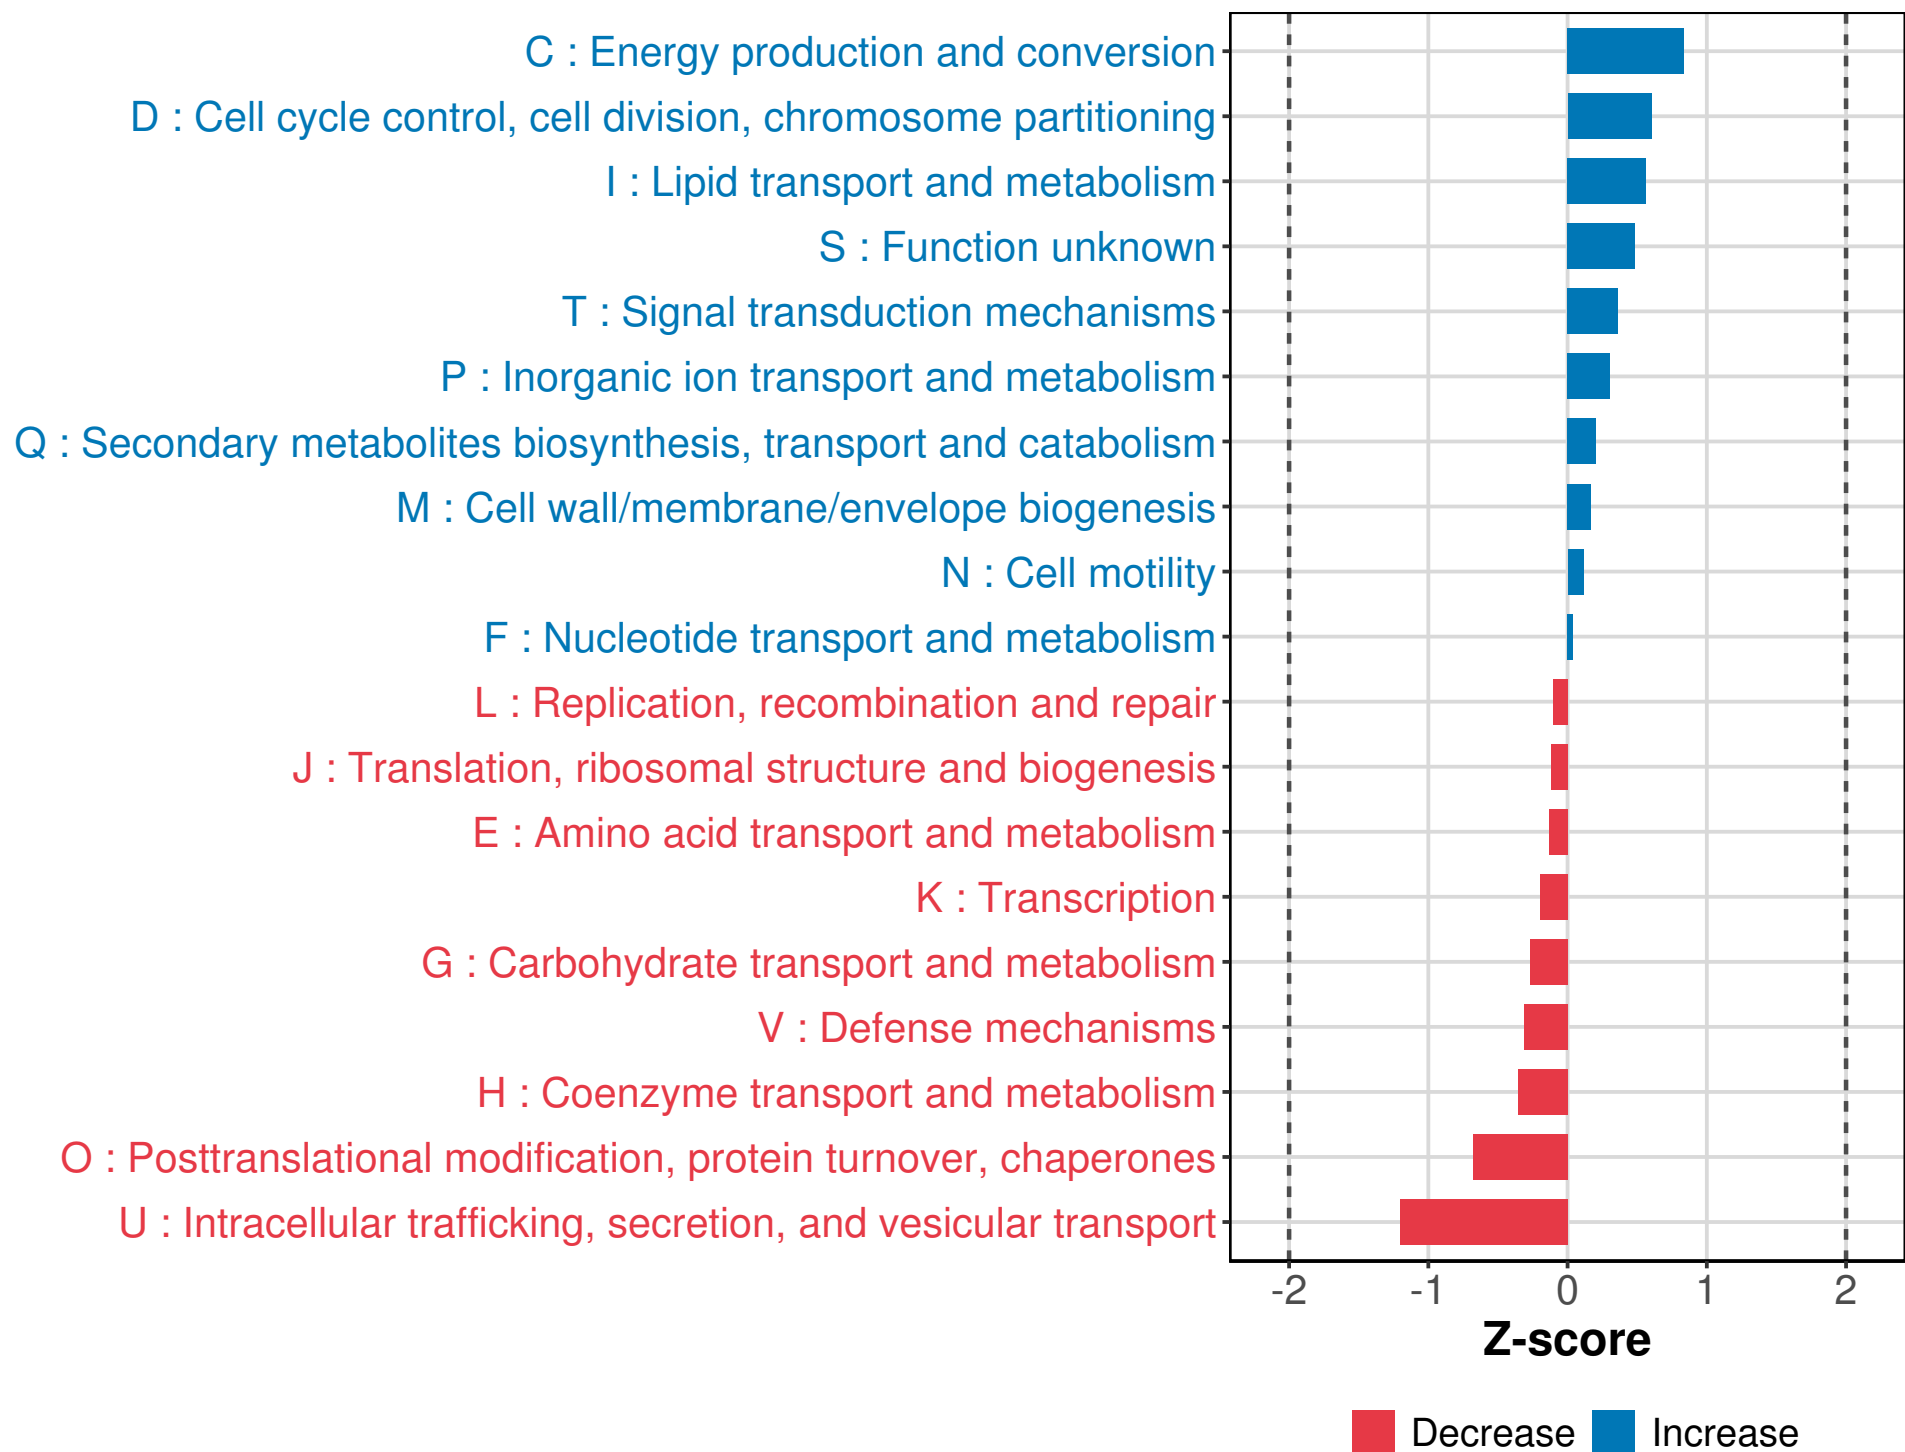 C : Energy production and conversion
D : Cell cycle control, cell division, chromosome partitioning
I : Lipid transport and metabolism
S : Function unknown
T : Signal transduction mechanisms
P : Inorganic ion transport and metabolism
Q : Secondary metabolites biosynthesis, transport and catabolism
M : Cell wall/membrane/envelope biogenesis
N : Cell motility
F : Nucleotide transport and metabolism
L : Replication, recombination and repair
J : Translation, ribosomal structure and biogenesis
E : Amino acid transport and metabolism
K : Transcription
G : Carbohydrate transport and metabolism
V : Defense mechanisms
H : Coenzyme transport and metabolism
O : Posttranslational modification, protein turnover, chaperones
U : Intracellular trafficking, secretion, and vesicular transport
-2 -1 0 1 2
Z-score
Decrease Increase